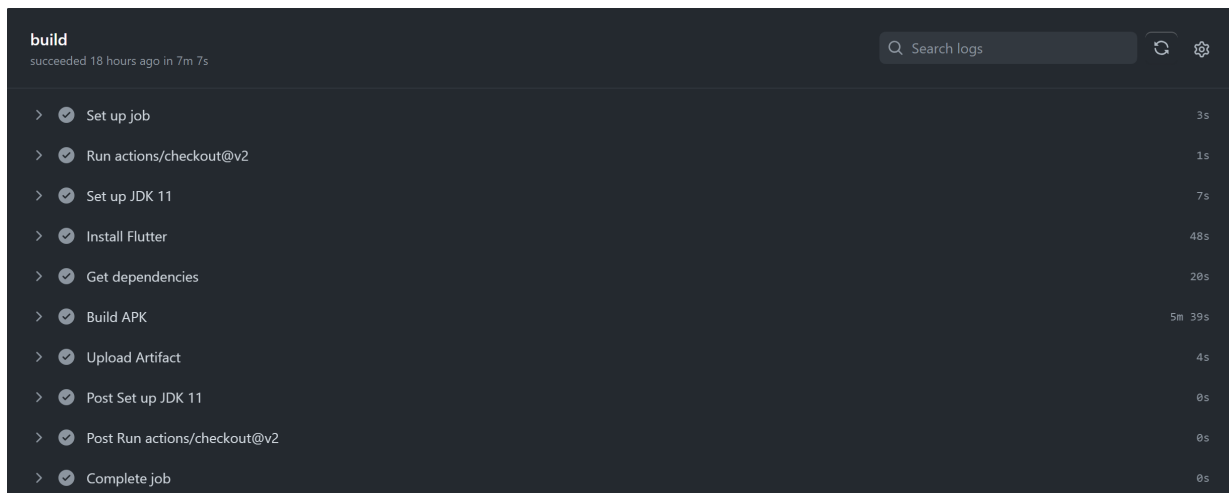 build
succeeded 18 hours ago in 7m 7s
Search logs
Set up job 3s
Run actions/checkout@v2 1s
Set up JDK 11 7s
Install Flutter 48s
Get dependencies 20s
Build APK 5m 39s
Upload Artifact 4s
Post Set up JDK 11 0s
Post Run actions/checkout@v2 0s
Complete job 0s